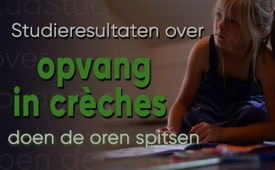 Studieresultaten over
opvang
in crèches
doen de oren spitsen